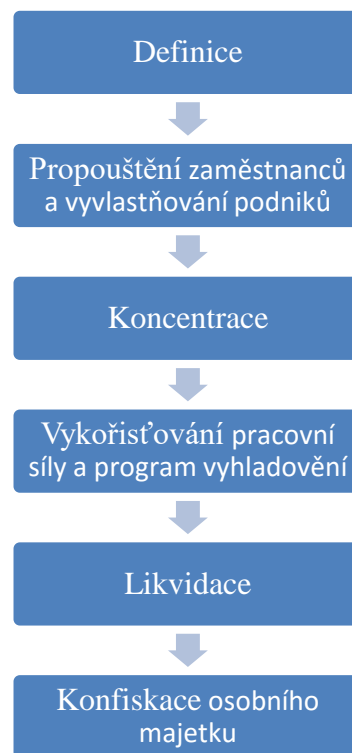 Definice
Propouštění zaměstnanců
a vyvlastňování podniků
Koncentrace
Vykořisťování pracovní
síly a program vyhladovění
Likvidace
Konfiskace osobního
majetku